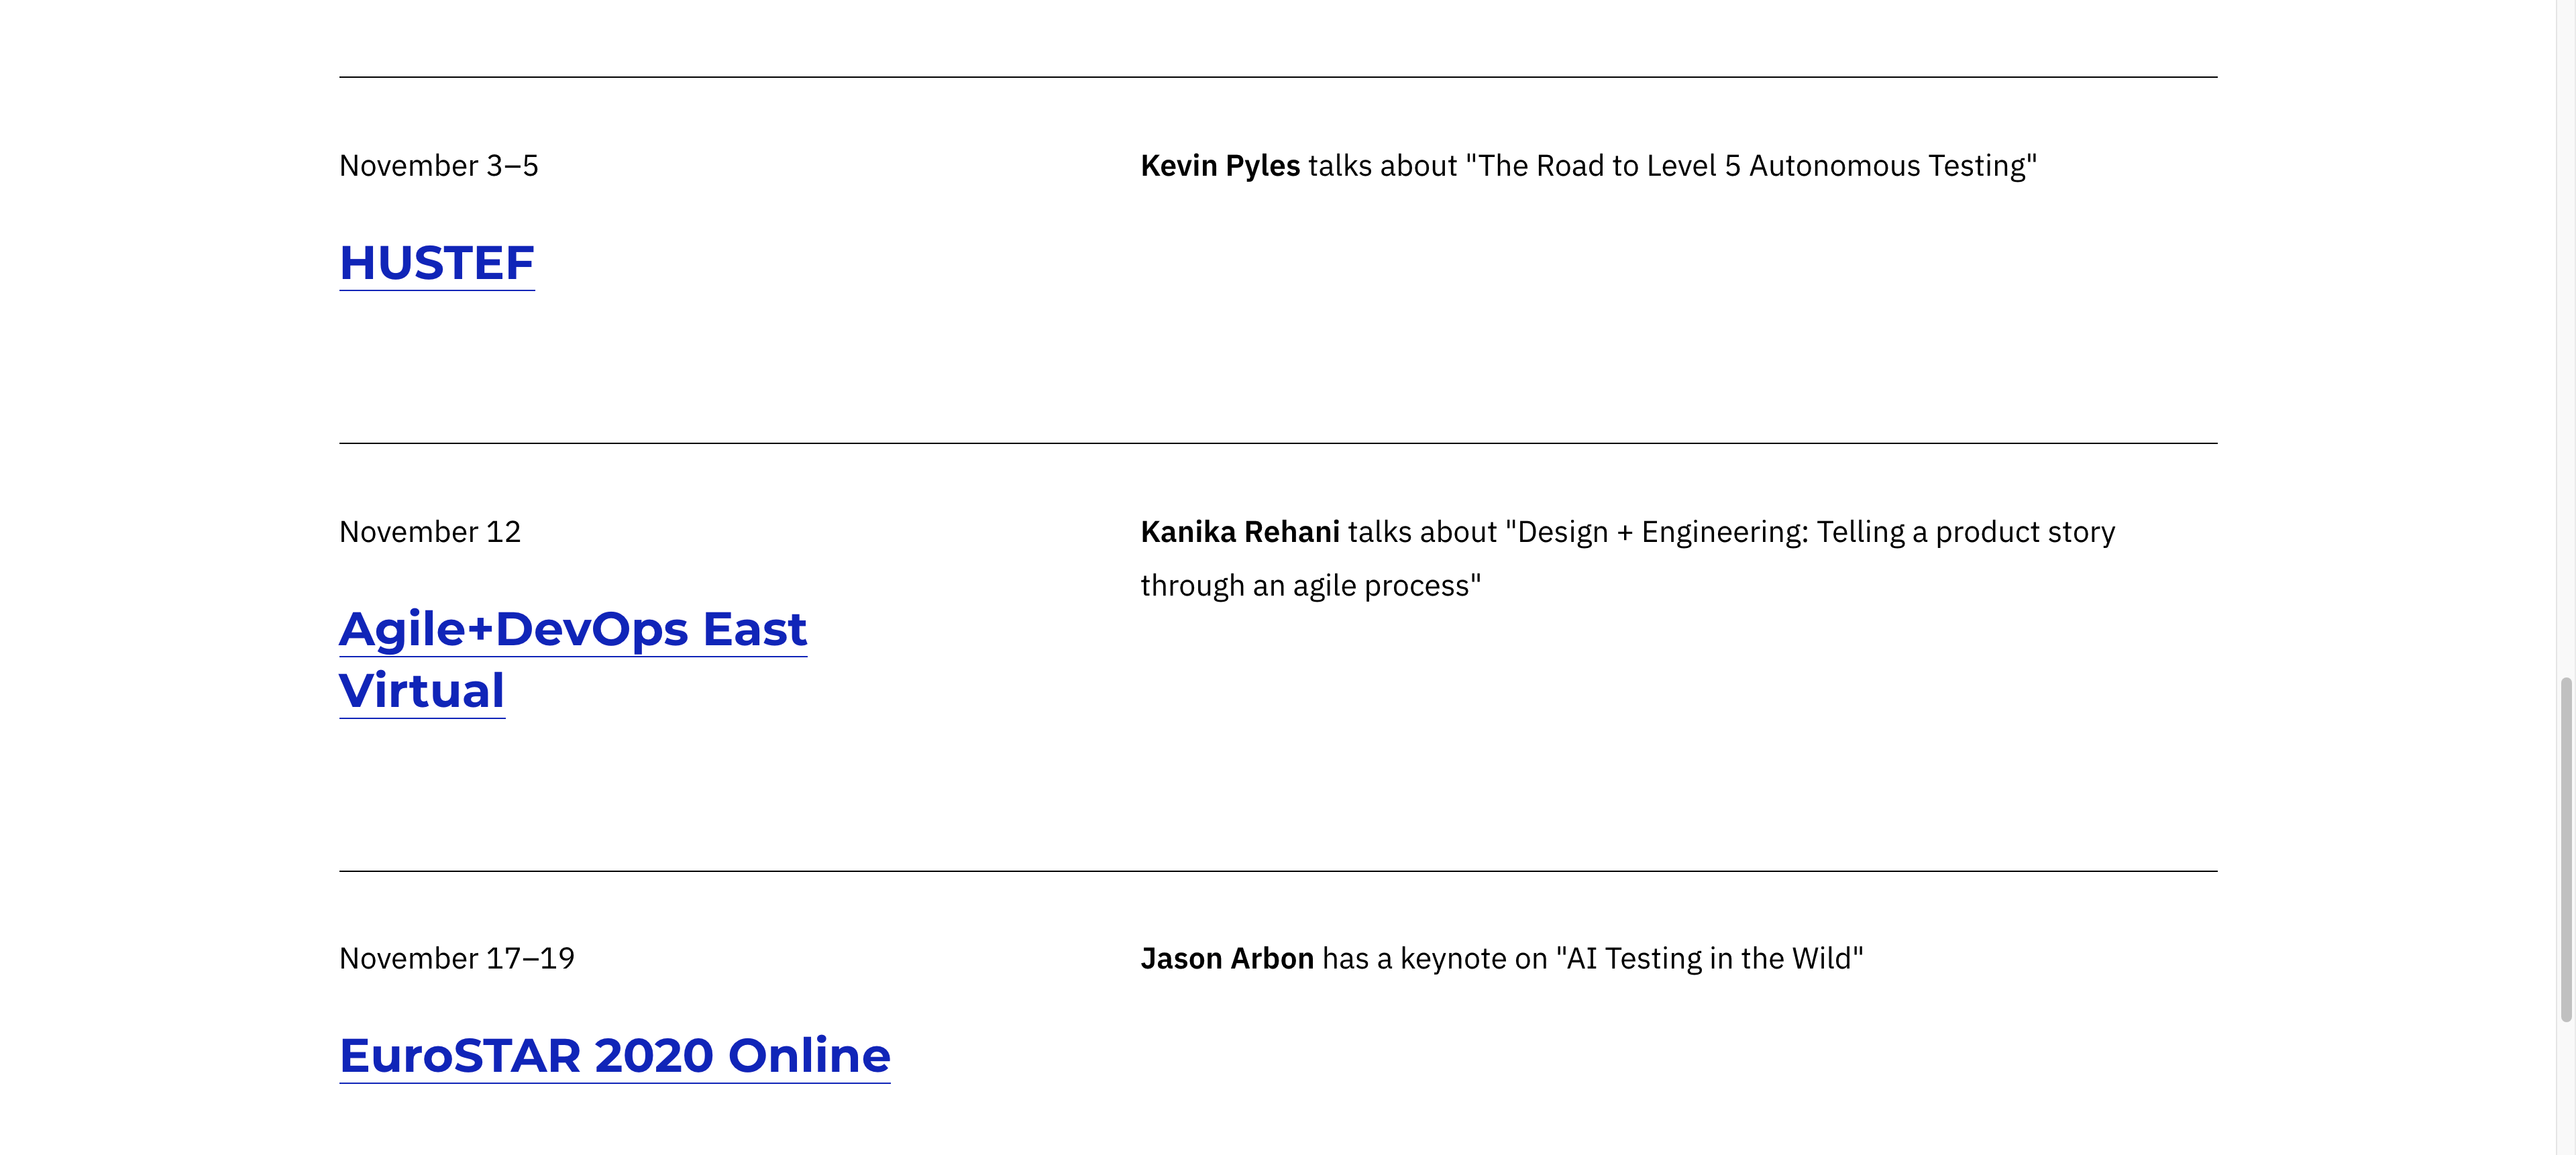 November 3–5
Kevin Pyles talks about "The Road to Level 5 Autonomous Testing"
HUSTEF
November 12
Kanika Rehani talks about "Design + Engineering: Telling a product story
through an agile process"
Agile+DevOps East
Virtual
November 17–19
Jason Arbon has a keynote on "AI Testing in the Wild"
EuroSTAR 2020 Online